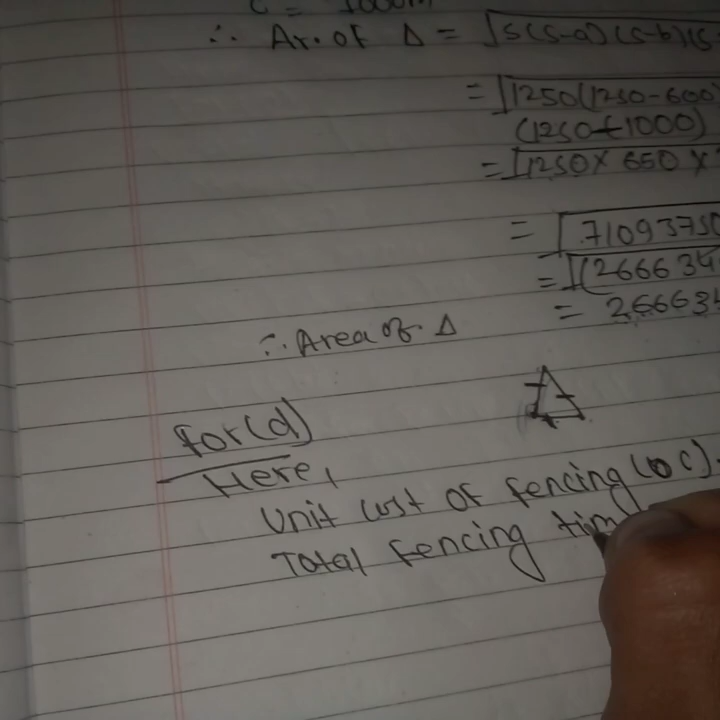 C = 1000m
∴ Ar. of Δ = √s(s-a)(s-b)(s
= √1250(1250-600)
(1250-1000)
= √1250 × 650 ×
= √71093750
= √(266634
= 266634
∴ Area of Δ
for(d)
Here,
Unit cost of fencing (c).
Total fencing tim